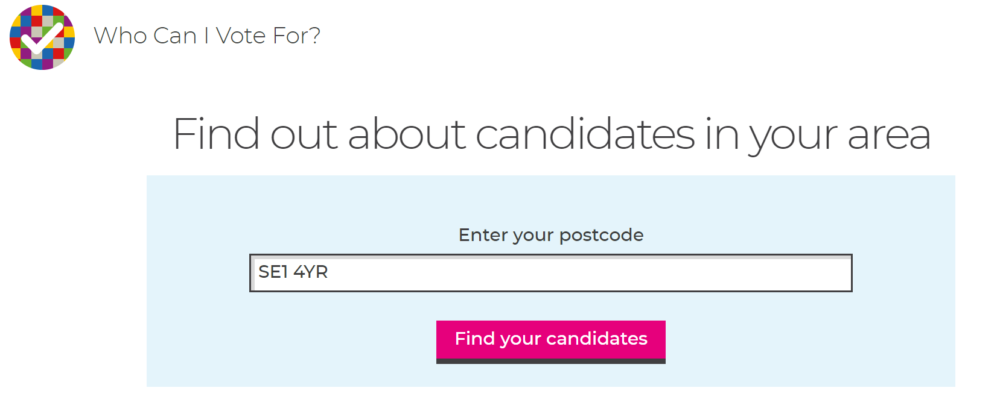 Who Can I Vote For?
Find out about candidates in your area
Enter your postcode
SE1 4YR
Find your candidates